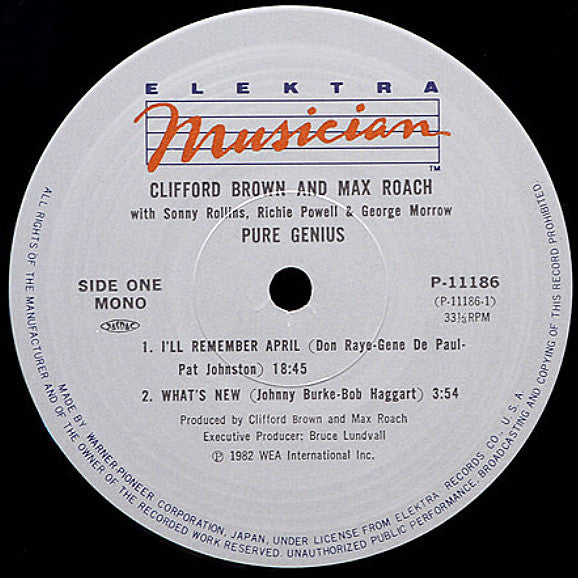 ELEKTRA
Musician™
CLIFFORD BROWN AND MAX ROACH
with Sonny Rollins, Richie Powell & George Morrow
PURE GENIUS
SIDE ONE
MONO
JASRAC
P-11186
(P-11186-1)
33⅓RPM
1. I'LL REMEMBER APRIL (Don Raye-Gene De Paul-
Pat Johnston) 18:45
2. WHAT'S NEW (Johnny Burke-Bob Haggart) 3:54
Produced by Clifford Brown and Max Roach
Executive Producer: Bruce Lundvall
Ⓟ 1982 WEA International Inc.
MADE BY WARNER-PIONEER CORPORATION, JAPAN, UNDER LICENSE FROM ELEKTRA RECORDS CO., U.S.A.
ALL RIGHTS OF THE MANUFACTURER AND OF THE OWNER OF THE RECORDED WORK RESERVED. UNAUTHORIZED PUBLIC PERFORMANCE, BROADCASTING AND COPYING OF THIS RECORD PROHIBITED.